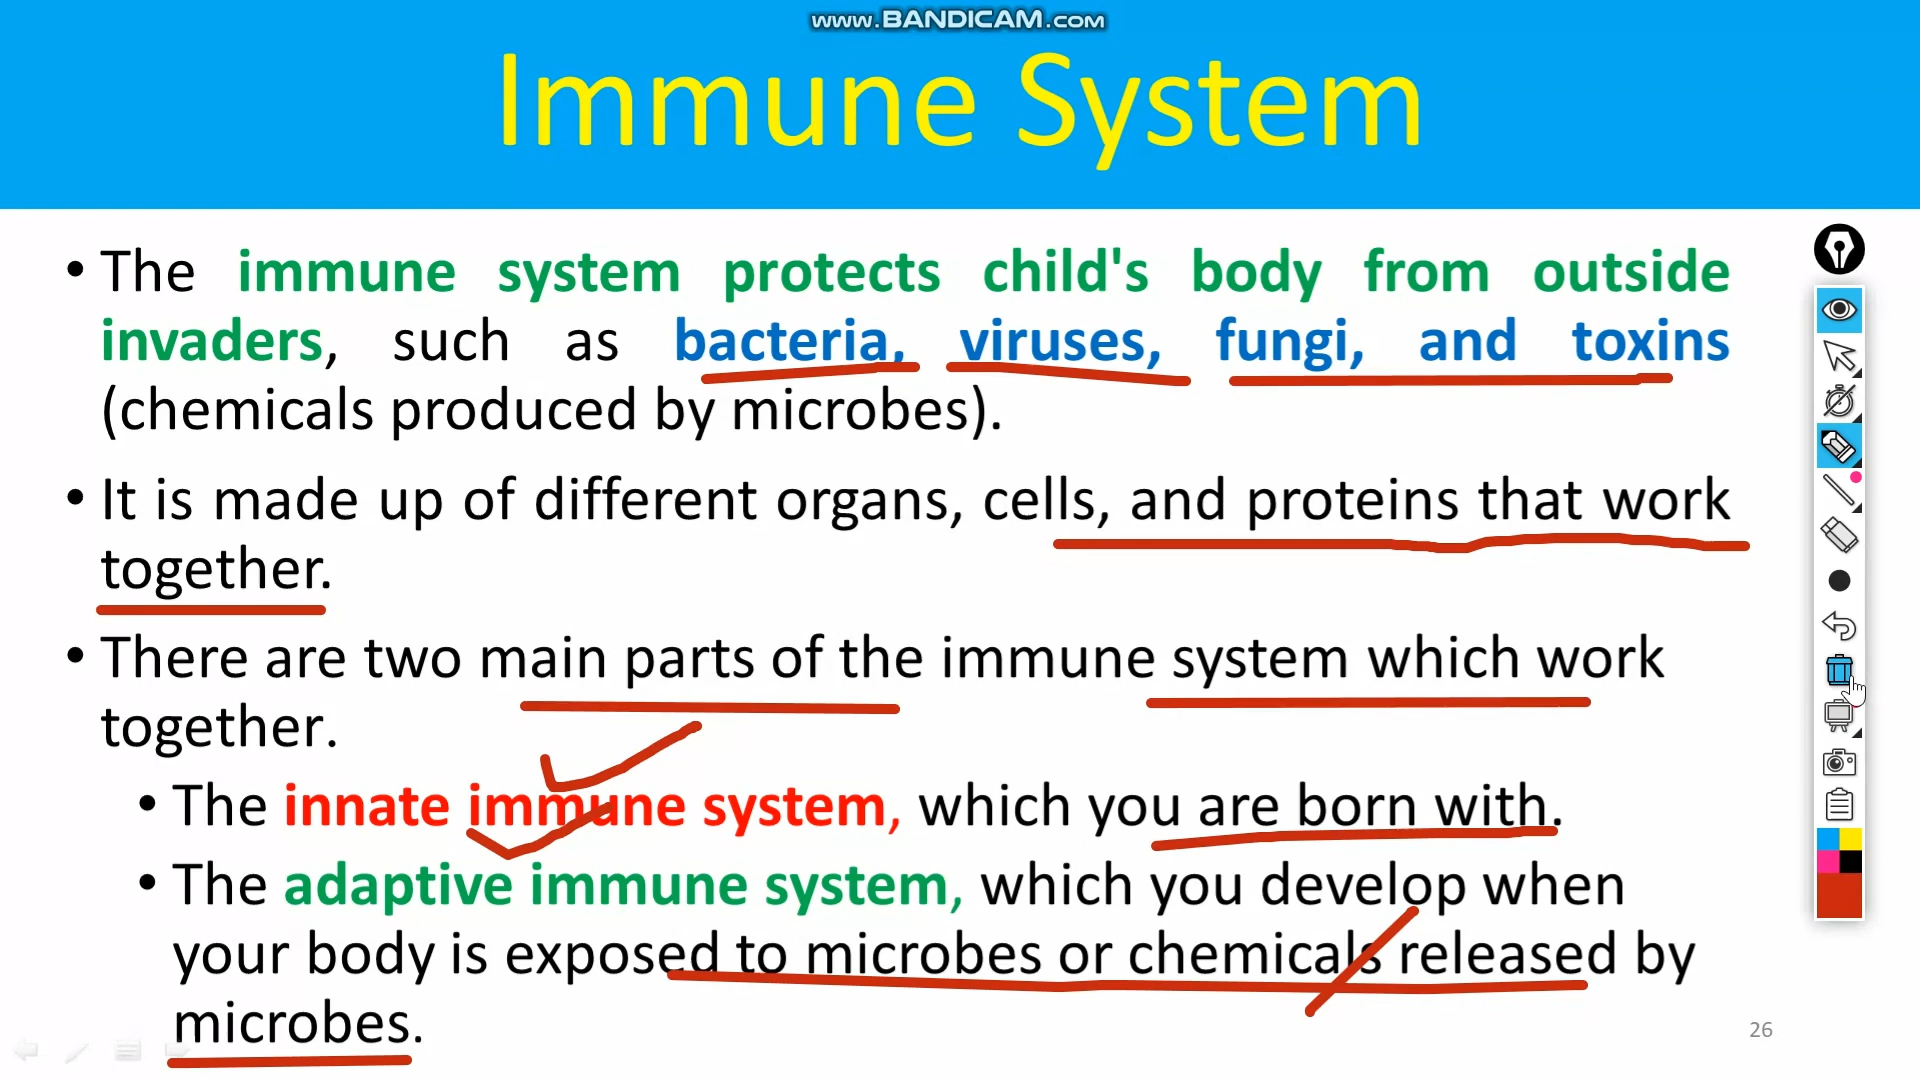 www.BANDICAM.com
Immune System
• The immune system protects child's body from outside
invaders, such as bacteria, viruses, fungi, and toxins
(chemicals produced by microbes).
• It is made up of different organs, cells, and proteins that work
together.
• There are two main parts of the immune system which work
together.
• The innate immune system, which you are born with.
• The adaptive immune system, which you develop when
your body is exposed to microbes or chemicals released by
microbes.
26